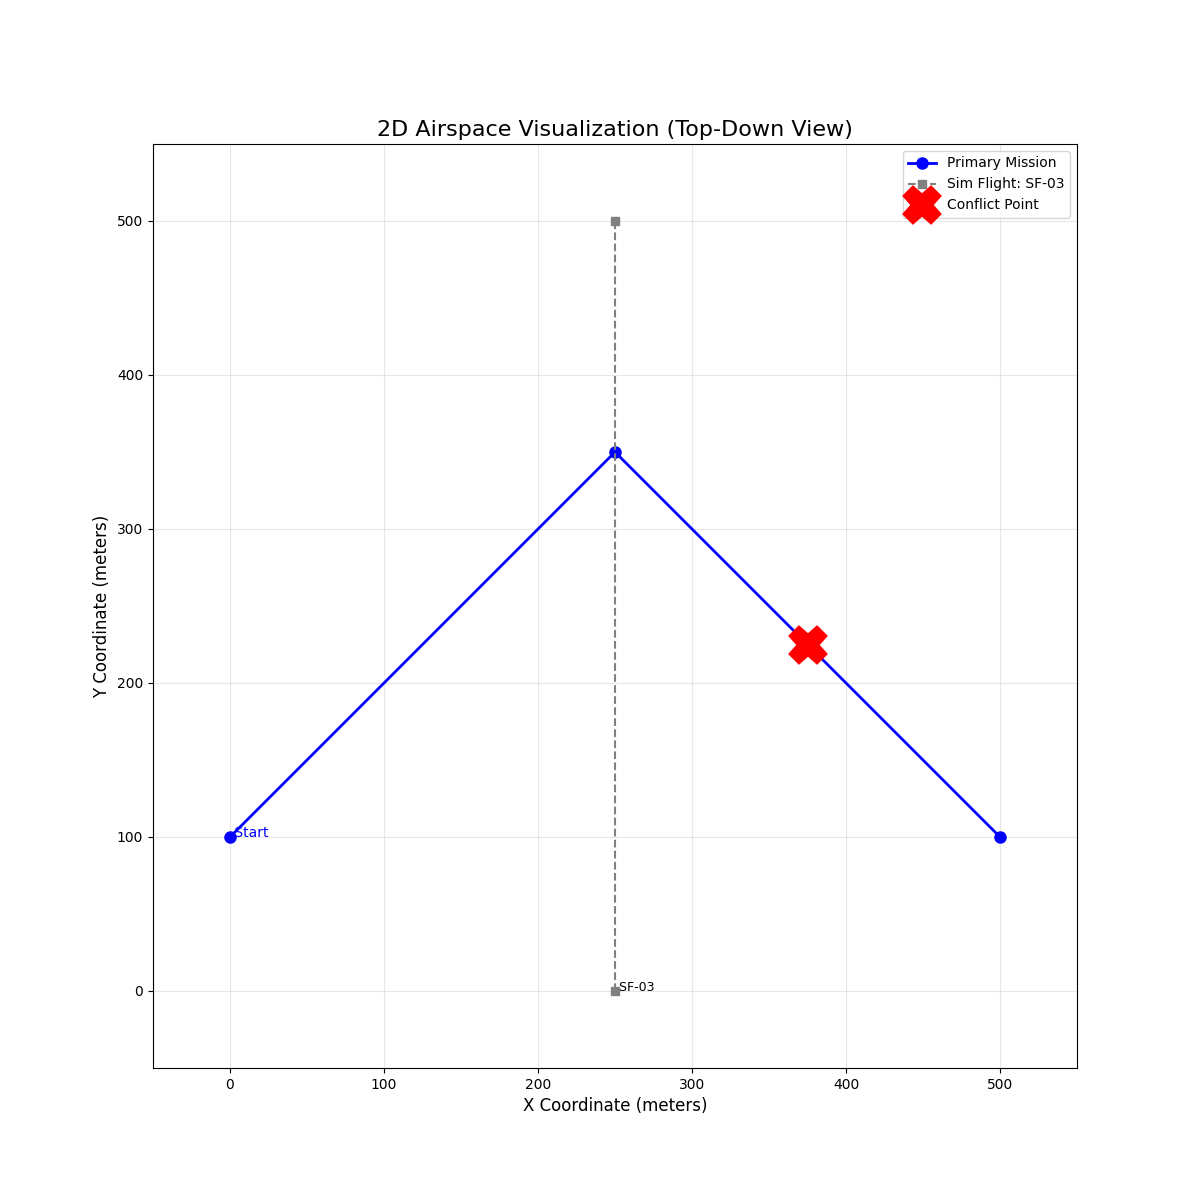 2D Airspace Visualization (Top-Down View)
Primary Mission
Sim Flight: SF-03
Conflict Point
Y Coordinate (meters)
500
400
300
200
100
0
Start
SF-03
0
100
200
300
400
500
X Coordinate (meters)